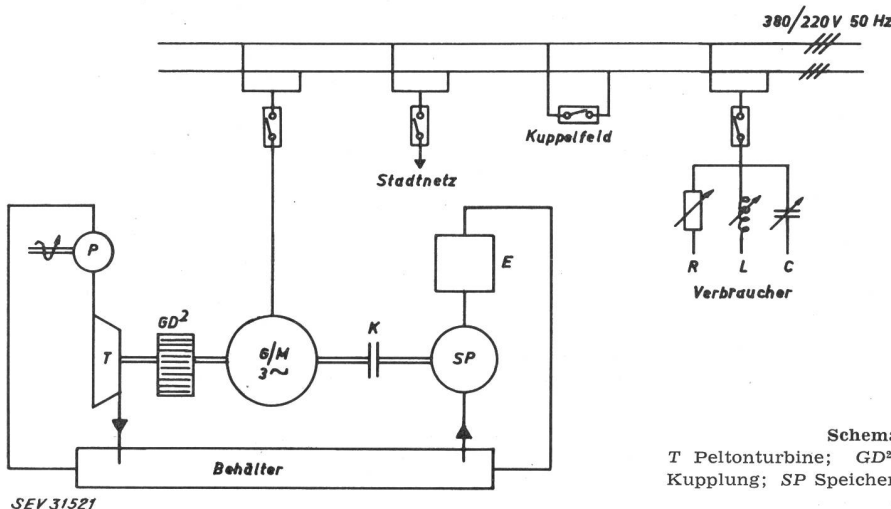 380/220V 50 Hz
Kuppelfeld
Stadtnetz
P
E
R L C
Verbraucher
GD²
K
T
G/M
3~
SP
Behälter
Schema
T Peltonturbine; GD²
Kupplung; SP Speicher
SEV 31521